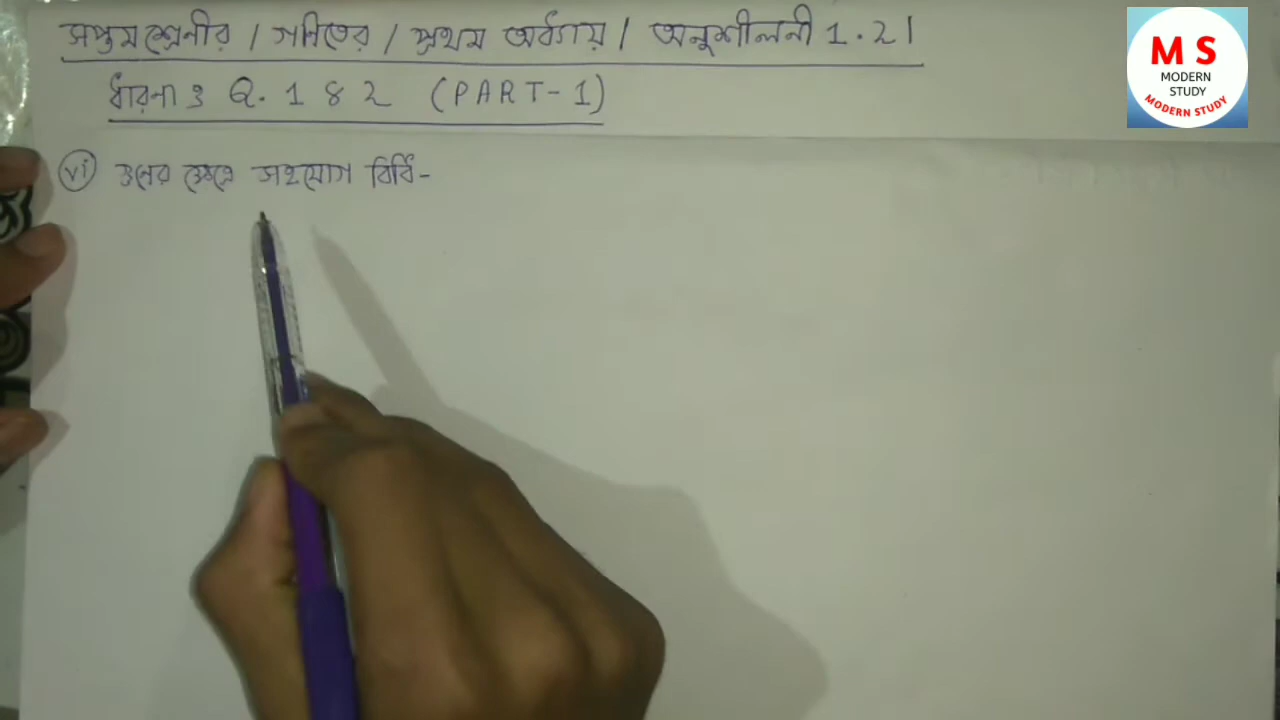 সপ্তম শ্রেনীর / গনিতের / প্রথম অধ্যায় / অনুশীলনী 1.2।
ধারনা ও Q. 1 & 2 (PART-1)
(vi) গুনের ক্ষেত্রে সহযোগ বিধি-
M S
MODERN
STUDY
MODERN STUDY